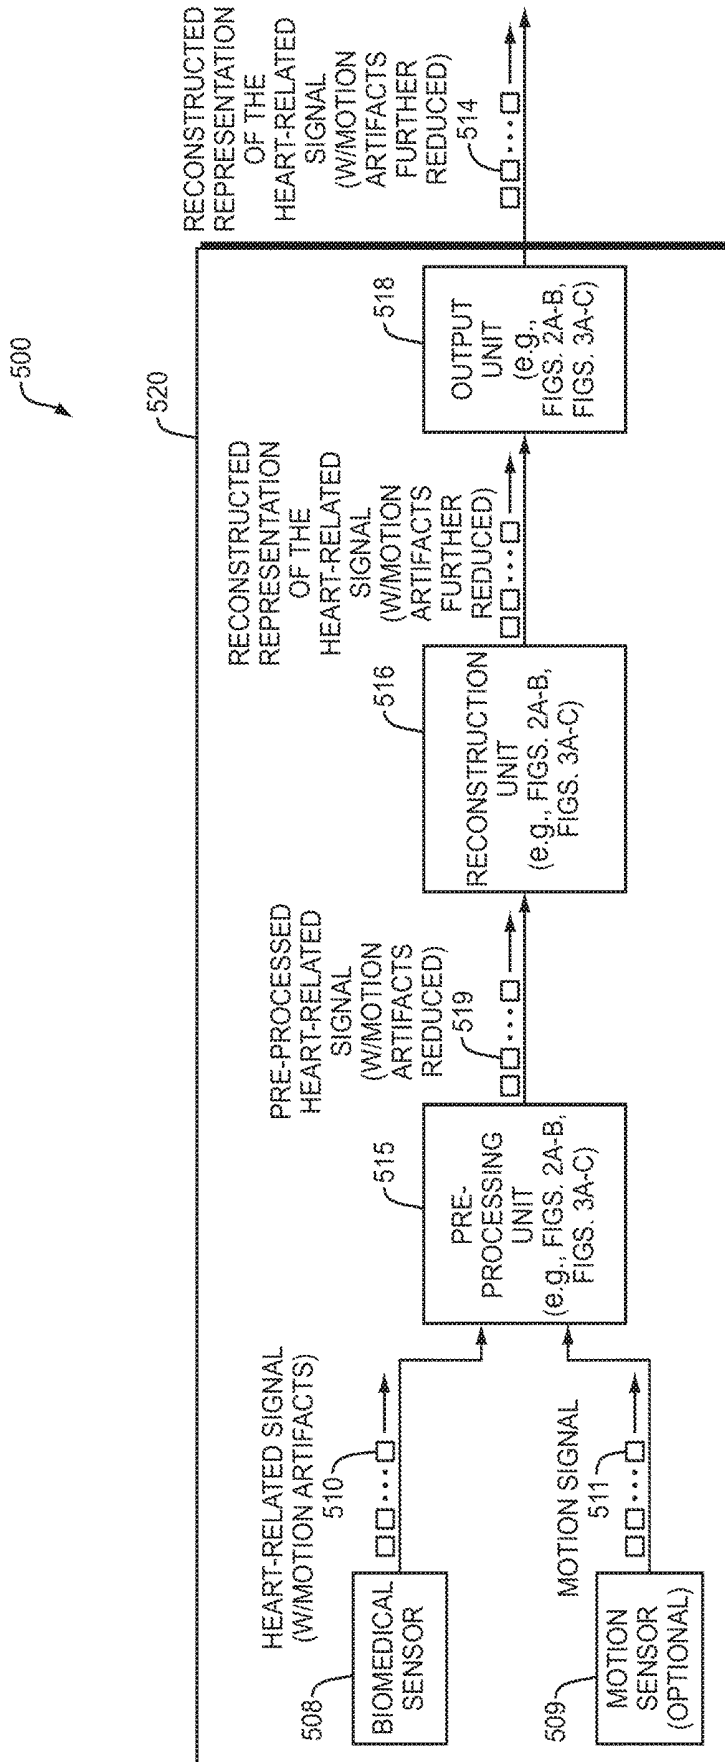 500
520
HEART-RELATED SIGNAL
(W/MOTION ARTIFACTS)
510
508
BIOMEDICAL
SENSOR
MOTION SIGNAL
511
509
MOTION
SENSOR
(OPTIONAL)
515
PRE-
PROCESSING
UNIT
(e.g., FIGS. 2A-B,
FIGS. 3A-C)
PRE-PROCESSED
HEART-RELATED
SIGNAL
(W/MOTION
ARTIFACTS
REDUCED)
519
516
RECONSTRUCTION
UNIT
(e.g., FIGS. 2A-B,
FIGS. 3A-C)
RECONSTRUCTED
REPRESENTATION
OF THE
HEART-RELATED
SIGNAL
(W/MOTION
ARTIFACTS
FURTHER
REDUCED)
518
OUTPUT
UNIT
(e.g.,
FIGS. 2A-B,
FIGS. 3A-C)
RECONSTRUCTED
REPRESENTATION
OF THE
HEART-RELATED
SIGNAL
(W/MOTION
ARTIFACTS
FURTHER
REDUCED)
514